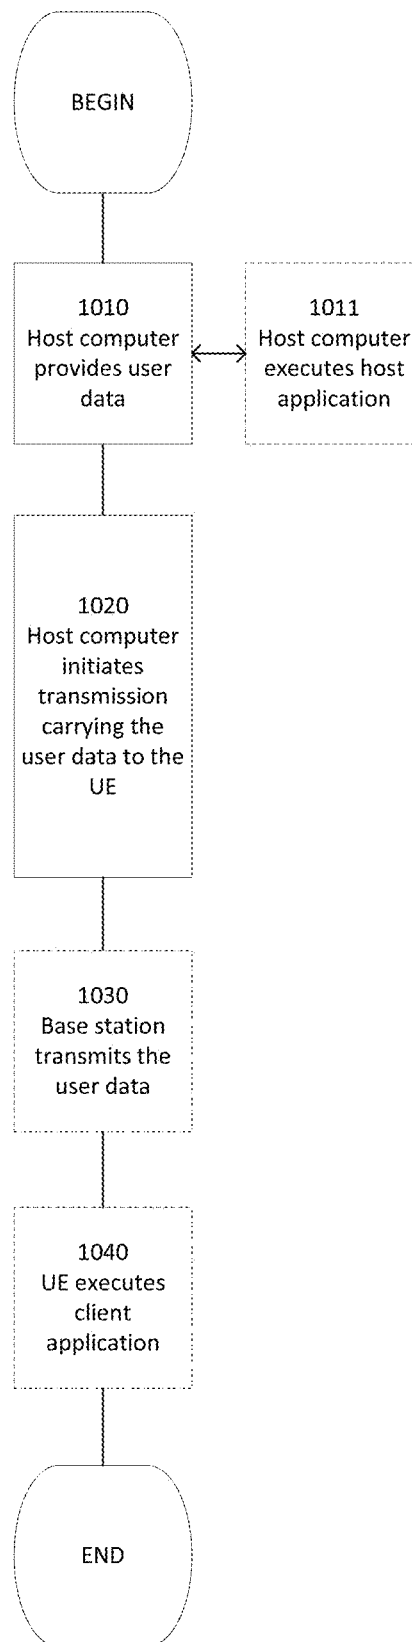 BEGIN
1010
Host computer
provides user
data
1011
Host computer
executes host
application
1020
Host computer
initiates
transmission
carrying the
user data to the
UE
1030
Base station
transmits the
user data
1040
UE executes
client
application
END